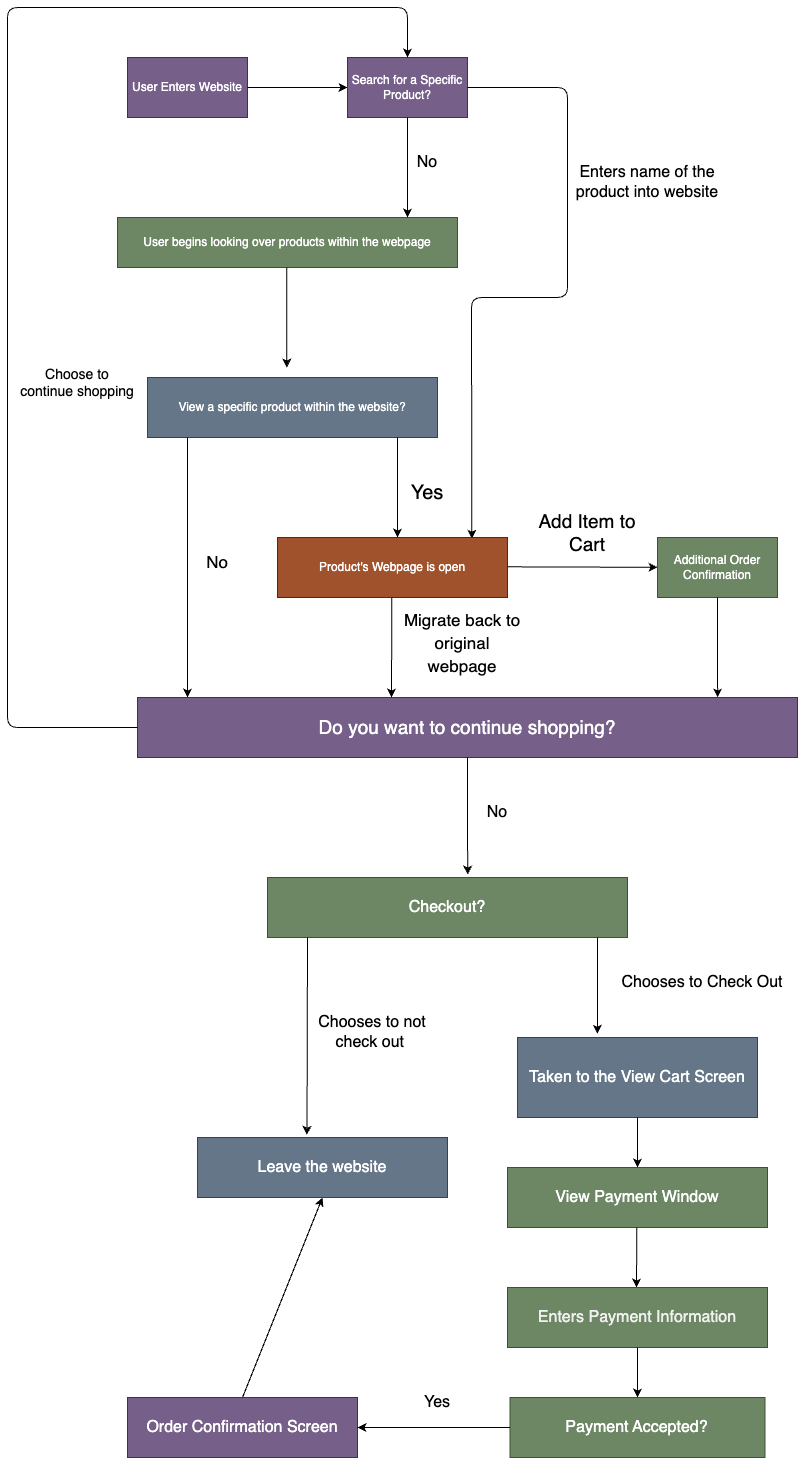 User Enters Website
Search for a Specific
Product?
No
Enters name of the
product into website
User begins looking over products within the webpage
Choose to
continue shopping
View a specific product within the website?
Yes
No
Add Item to
Cart
Product's Webpage is open
Additional Order
Confirmation
Migrate back to
original
webpage
Do you want to continue shopping?
No
Checkout?
Chooses to Check Out
Chooses to not
check out
Taken to the View Cart Screen
Leave the website
View Payment Window
Enters Payment Information
Yes
Order Confirmation Screen
Payment Accepted?